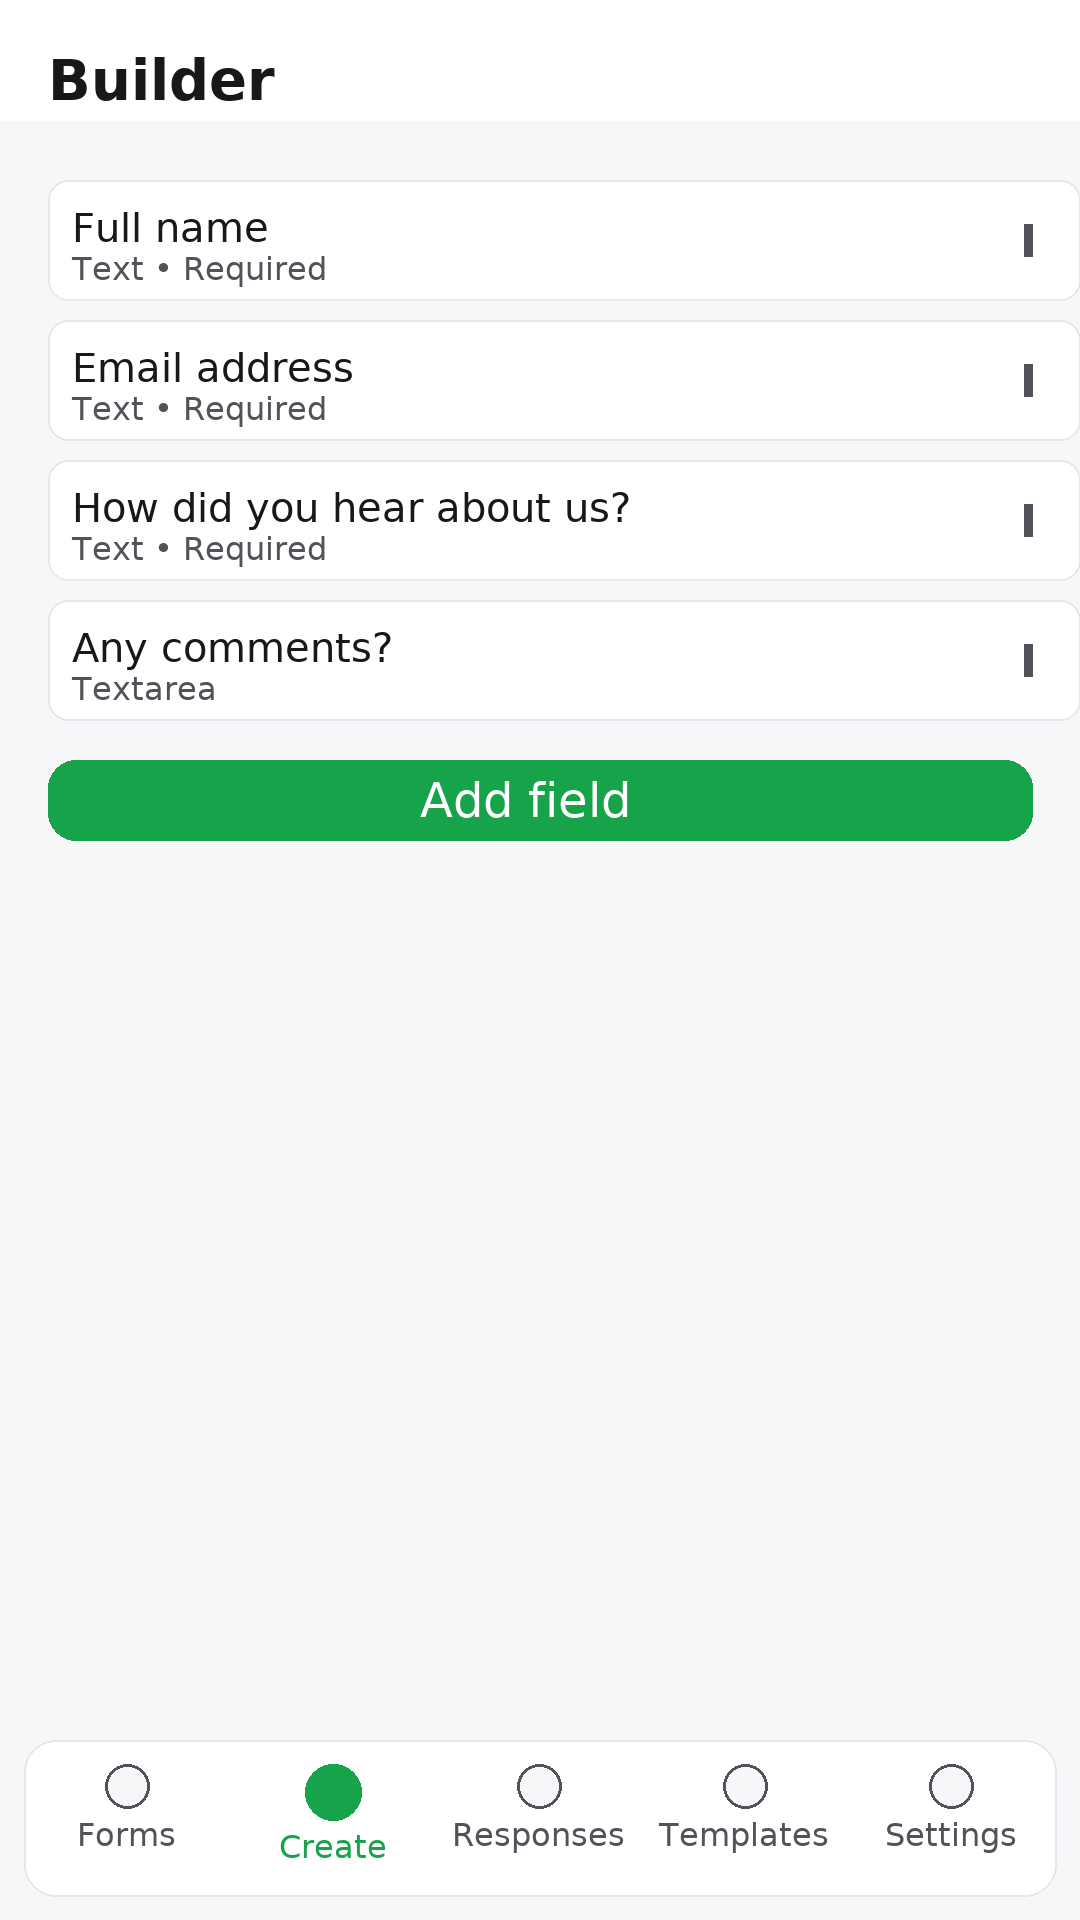 Builder
Full name
Text • Required
Email address
Text • Required
How did you hear about us?
Text • Required
Any comments?
Textarea
Add field
Forms
Create
Responses
Templates
Settings